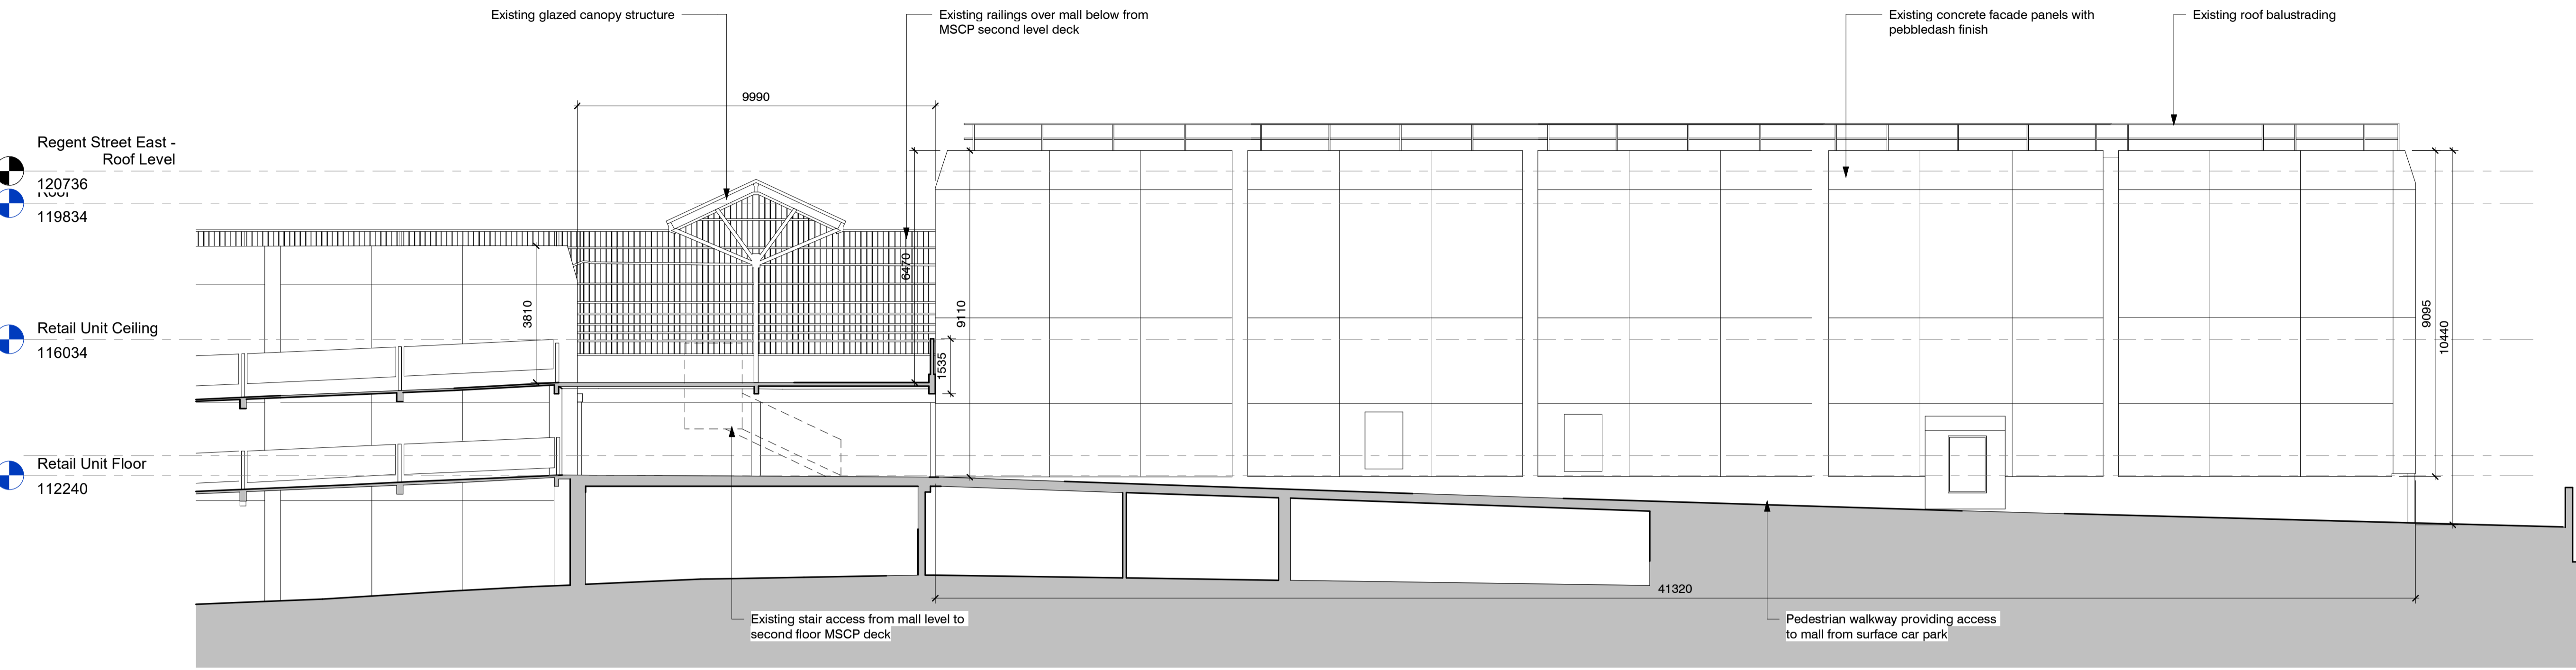 Existing glazed canopy structure
Existing railings over mall below from
MSCP second level deck
Existing concrete facade panels with
pebbledash finish
Existing roof balustrading
9990
Regent Street East -
Roof Level
120736
Roof
119834
6470
3810
9110
9095
10440
Retail Unit Ceiling
116034
1535
Retail Unit Floor
112240
41320
Existing stair access from mall level to
second floor MSCP deck
Pedestrian walkway providing access
to mall from surface car park